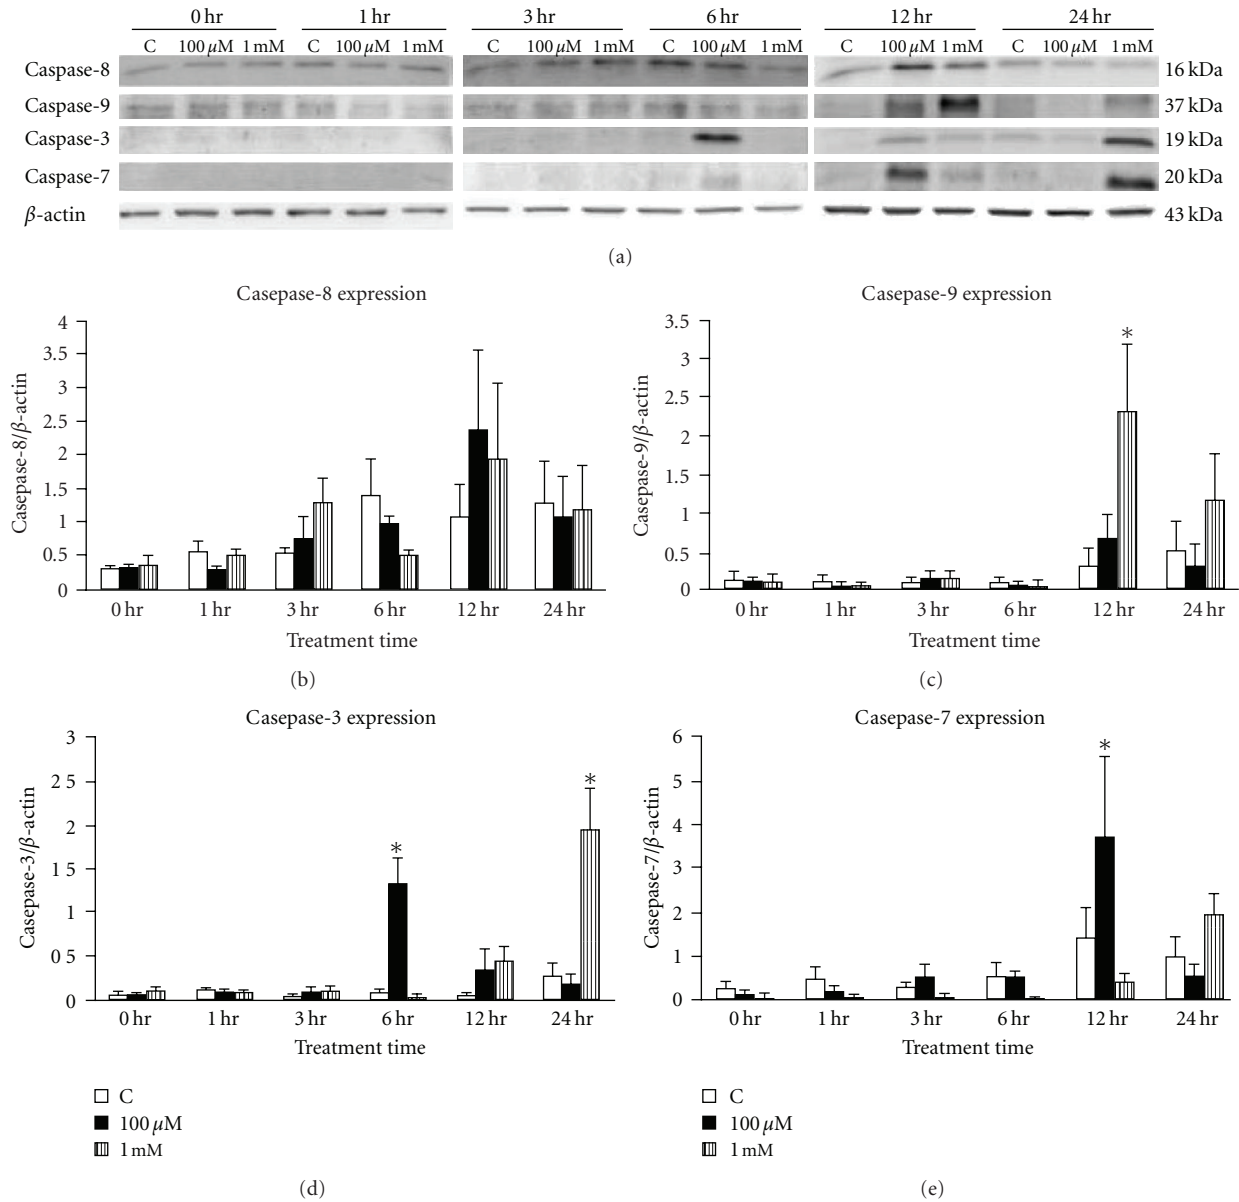 0 hr 1 hr 3 hr 6 hr 12 hr 24 hr
C 100 µM 1 mM C 100 µM 1 mM C 100 µM 1 mM C 100 µM 1 mM C 100 µM 1 mM C 100 µM 1 mM
Caspase-8 16 kDa
Caspase-9 37 kDa
Caspase-3 19 kDa
Caspase-7 20 kDa
β-actin 43 kDa
(a)
Casepase-8 expression
4
3.5
3
2.5
2
1.5
1
0.5
0
Casepase-8/β-actin
0 hr 1 hr 3 hr 6 hr 12 hr 24 hr
Treatment time
(b)
Casepase-9 expression
3.5
3
2.5
2
1.5
1
0.5
0
Casepase-9/β-actin
*
0 hr 1 hr 3 hr 6 hr 12 hr 24 hr
Treatment time
(c)
Casepase-3 expression
3
2 5
2
1 5
1
0 5
0
Casepase-3/β-actin
* *
0 hr 1 hr 3 hr 6 hr 12 hr 24 hr
Treatment time
C
100 µM
1 mM
(d)
Casepase-7 expression
6
5
4
3
2
1
0
Casepase-7/β-actin
*
0 hr 1 hr 3 hr 6 hr 12 hr 24 hr
Treatment time
C
100 µM
1 mM
(e)